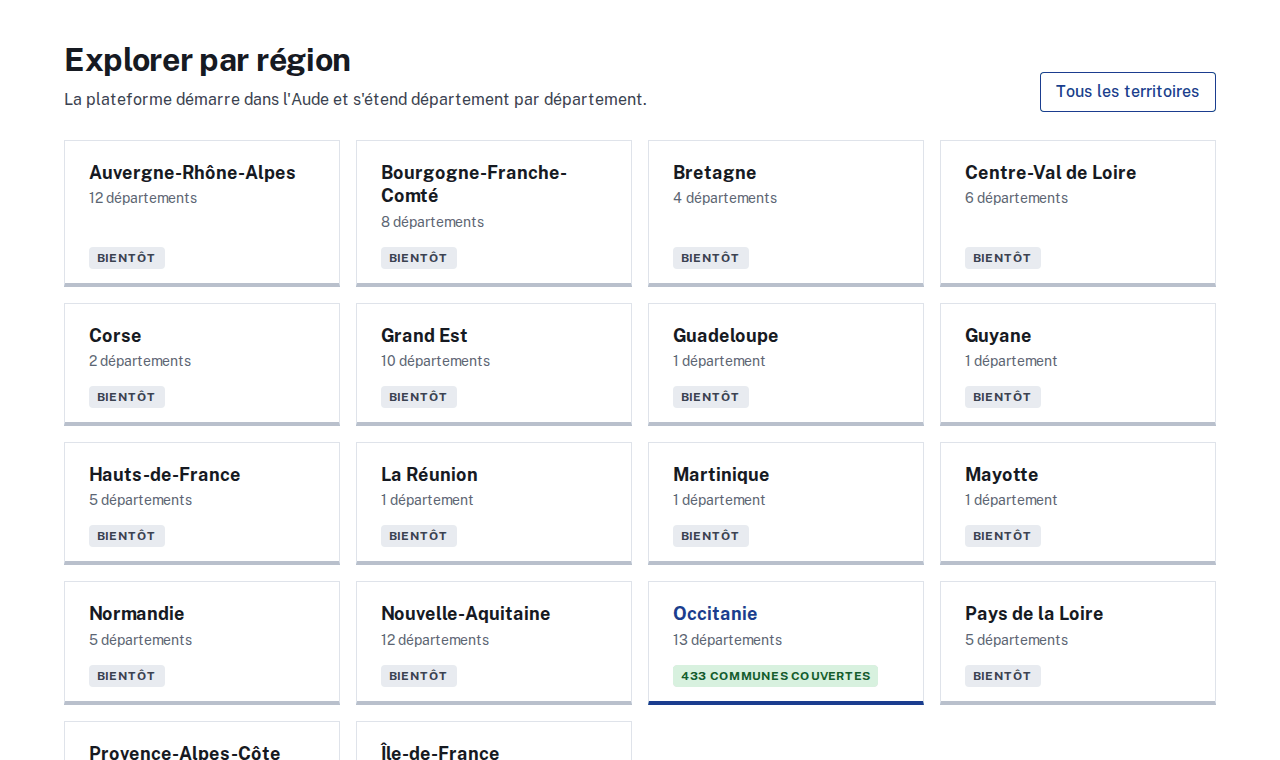 Explorer par région
La plateforme démarre dans l'Aude et s'étend département par département.
Tous les territoires
Auvergne-Rhône-Alpes
12 départements
BIENTÔT
Bourgogne-Franche-
Comté
8 départements
BIENTÔT
Bretagne
4 départements
BIENTÔT
Centre-Val de Loire
6 départements
BIENTÔT
Corse
2 départements
BIENTÔT
Grand Est
10 départements
BIENTÔT
Guadeloupe
1 département
BIENTÔT
Guyane
1 département
BIENTÔT
Hauts-de-France
5 départements
BIENTÔT
La Réunion
1 département
BIENTÔT
Martinique
1 département
BIENTÔT
Mayotte
1 département
BIENTÔT
Normandie
5 départements
BIENTÔT
Nouvelle-Aquitaine
12 départements
BIENTÔT
Occitanie
13 départements
433 COMMUNES COUVERTES
Pays de la Loire
5 départements
BIENTÔT
Provence-Alpes-Côte
Île-de-France